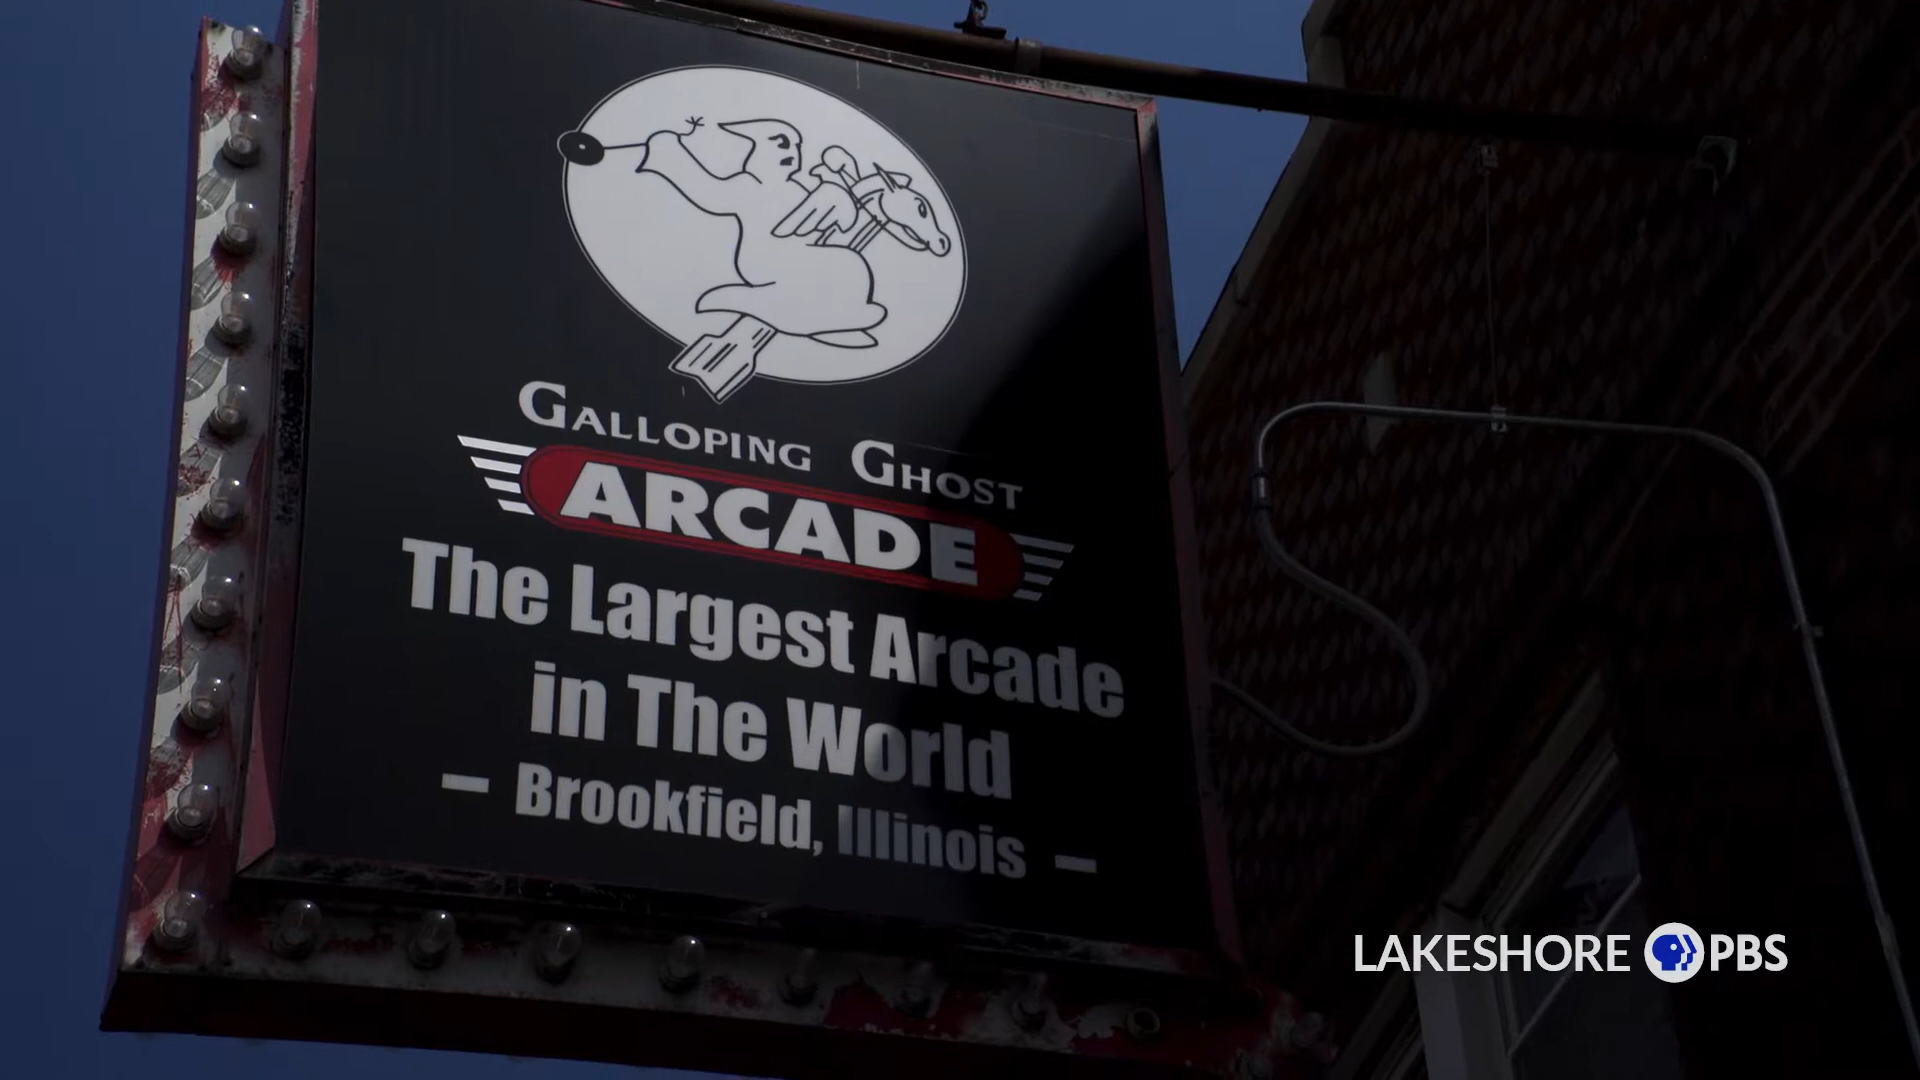 GALLOPING GHOST
ARCADE
The Largest Arcade
in The World
– Brookfield, Illinois –
LAKESHORE PBS